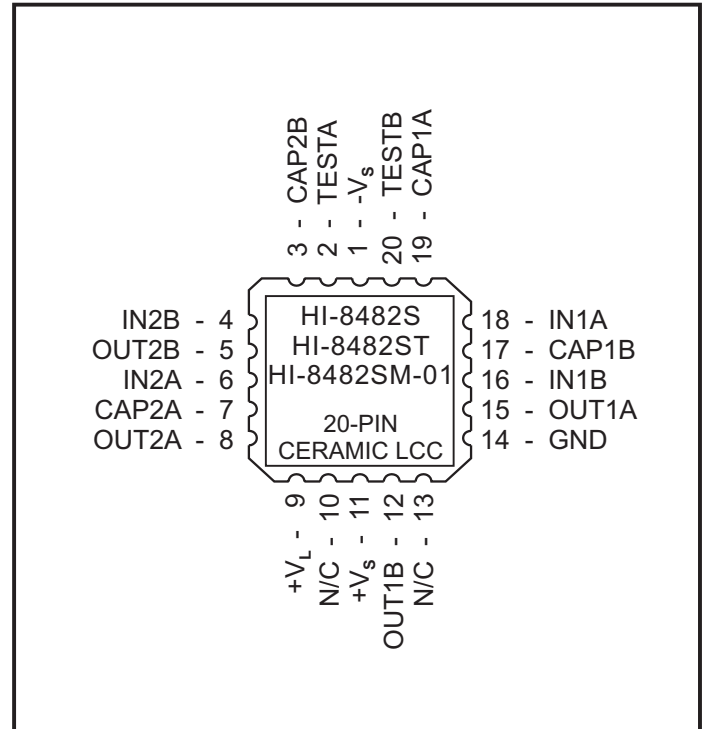 3 - CAP2B
2 - TESTA
1 - -Vs
20 - TESTB
19 - CAP1A
IN2B - 4
OUT2B - 5
IN2A - 6
CAP2A - 7
OUT2A - 8
HI-8482S
HI-8482ST
HI-8482SM-01
20-PIN
CERAMIC LCC
18 - IN1A
17 - CAP1B
16 - IN1B
15 - OUT1A
14 - GND
+VL - 9
N/C - 10
+Vs - 11
OUT1B - 12
N/C - 13